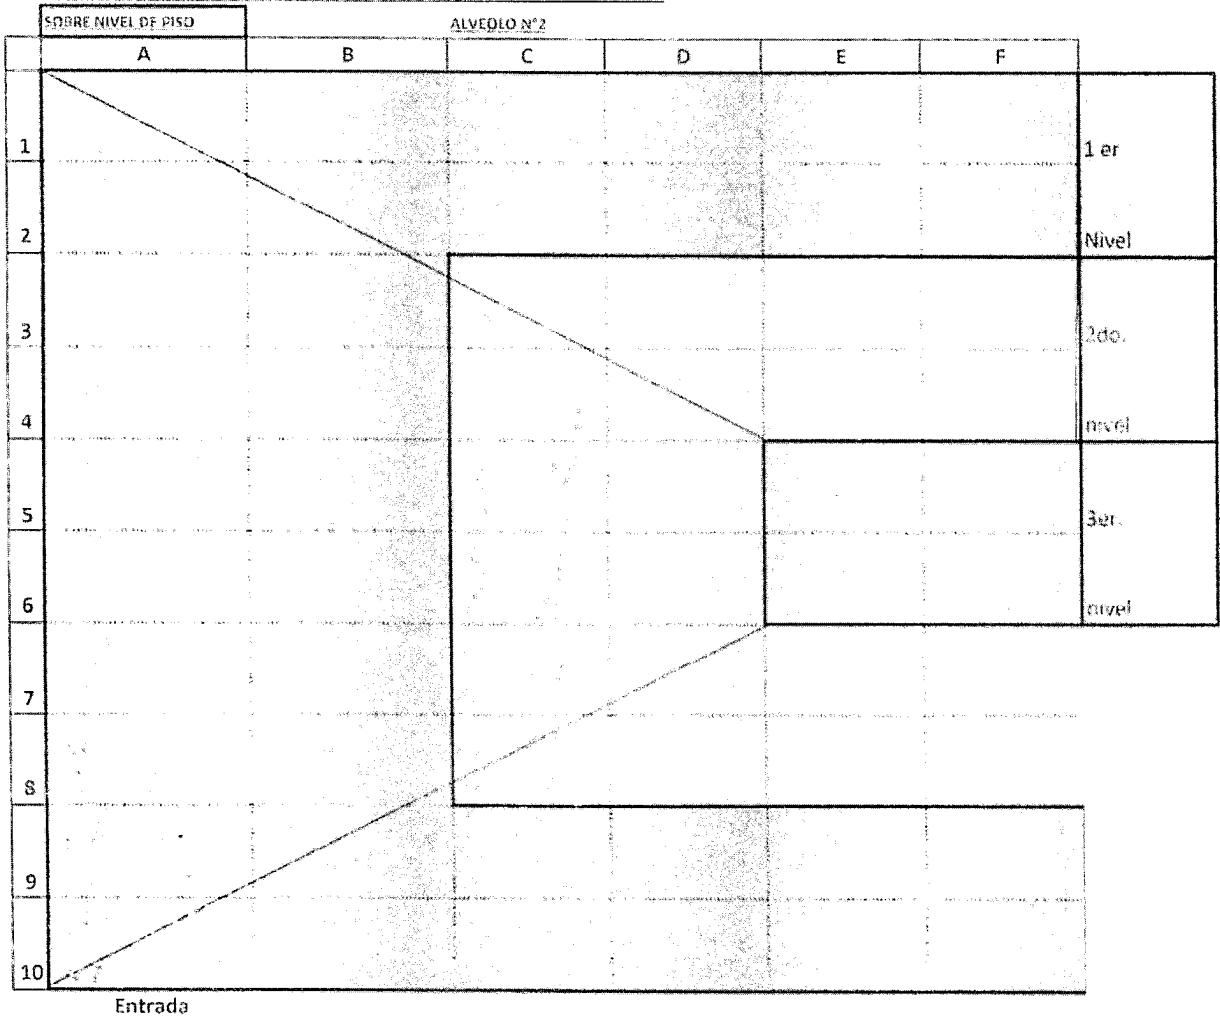 SOBRE NIVEL DE PISO
ALVEOLO N°2
A B C D E F
1
1 er
2
Nivel
3
2do.
4
nivel
5
3er.
6
nivel
7
8
9
10
Entrada